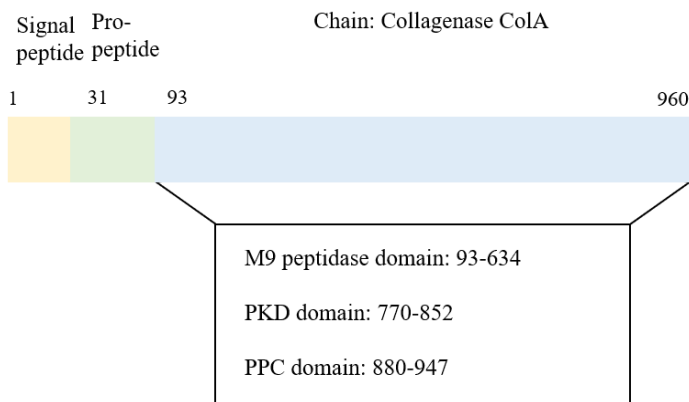 Signal Pro- Chain: Collagenase ColA
peptide peptide
1 31 93 960
M9 peptidase domain: 93-634
PKD domain: 770-852
PPC domain: 880-947